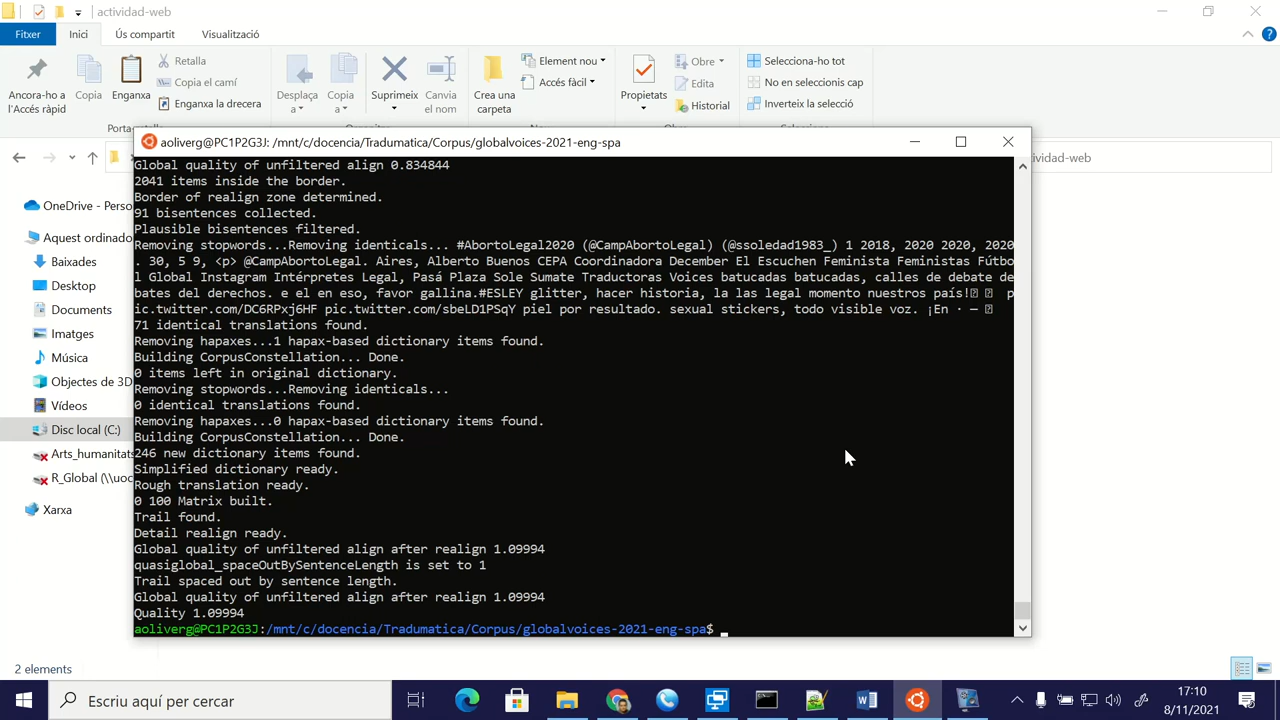 actividad-web
Fitxer
Inici
Ús compartit
Visualització
Ancora-ho a l'Accés ràpid
Copia
Enganxa
Retalla
Copia el camí
Enganxa la drecera
Desplaça a
Copia a
Suprimeix
Canvia el nom
Crea una carpeta
Element nou
Accés fàcil
Propietats
Obre
Edita
Historial
Selecciona-ho tot
No en seleccionis cap
Inverteix la selecció
aoliverg@PC1P2G3J: /mnt/c/docencia/Tradumatica/Corpus/globalvoices-2021-eng-spa
Global quality of unfiltered align 0.834844
2041 items inside the border.
Border of realign zone determined.
91 bisentences collected.
Plausible bisentences filtered.
Removing stopwords...Removing identicals... #AbortoLegal2020 (@CampAbortoLegal) (@ssoledad1983_) 1 2018, 2020 2020, 2020
. 30, 5 9, <p> @CampAbortoLegal. Aires, Alberto Buenos CEPA Coordinadora December El Escuchen Feminista Feministas Fútbo
l Global Instagram Intérpretes Legal, Pasá Plaza Sole Sumate Traductoras Voices batucadas batucadas, calles de debate de
bates del derechos. e el en eso, favor gallina.#ESLEY glitter, hacer historia, la las legal momento nuestros país! p
ic.twitter.com/DC6RPxj6HF pic.twitter.com/sbeLD1PSqY piel por resultado. sexual stickers, todo visible voz. ¡En · —
71 identical translations found.
Removing hapaxes...1 hapax-based dictionary items found.
Building CorpusConstellation... Done.
0 items left in original dictionary.
Removing stopwords...Removing identicals...
0 identical translations found.
Removing hapaxes...0 hapax-based dictionary items found.
Building CorpusConstellation... Done.
246 new dictionary items found.
Simplified dictionary ready.
Rough translation ready.
0 100 Matrix built.
Trail found.
Detail realign ready.
Global quality of unfiltered align after realign 1.09994
quasiglobal_spaceOutBySentenceLength is set to 1
Trail spaced out by sentence length.
Global quality of unfiltered align after realign 1.09994
Quality 1.09994
aoliverg@PC1P2G3J:/mnt/c/docencia/Tradumatica/Corpus/globalvoices-2021-eng-spa$
OneDrive - Perso
Aquest ordinado
Baixades
Desktop
Documents
Imatges
Música
Objectes de 3D
Vídeos
Disc local (C:)
Arts_humanitats
R_Global (\\uoc
Xarxa
2 elements
Escriu aquí per cercar
17:10
8/11/2021